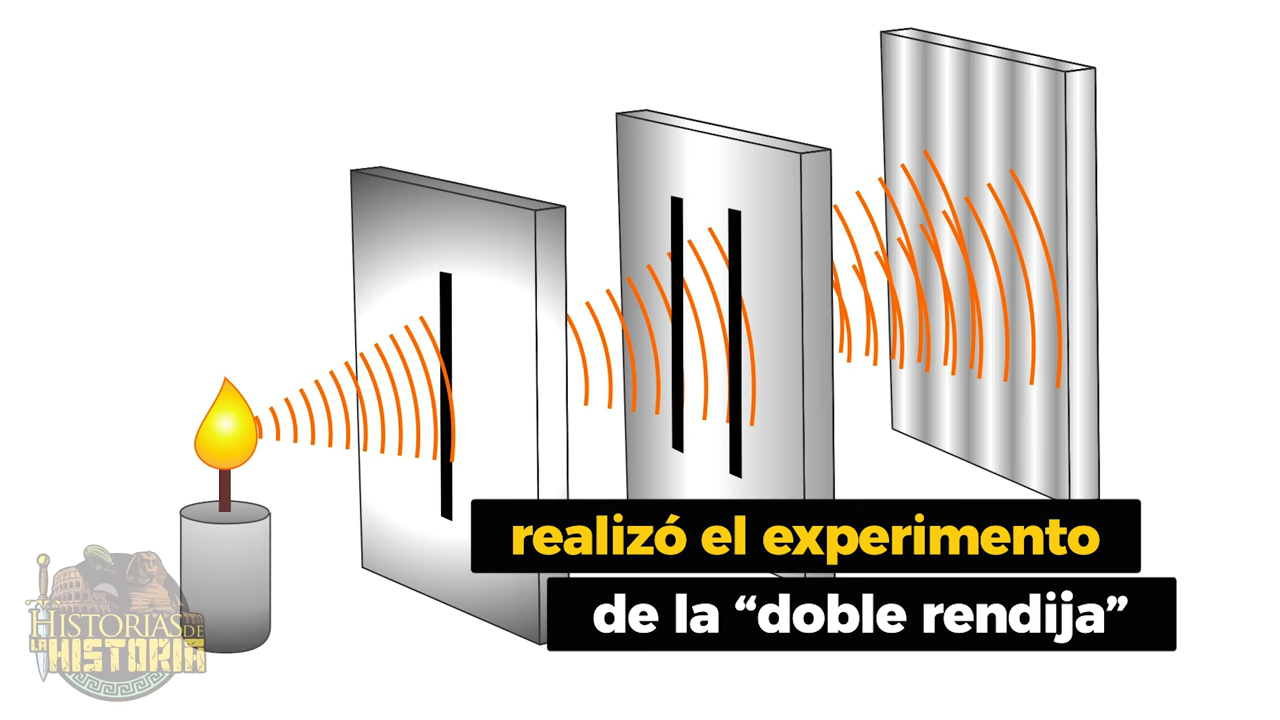 realizó el experimento
de la “doble rendija”
HISTORIAS DE
LA HISTORIA